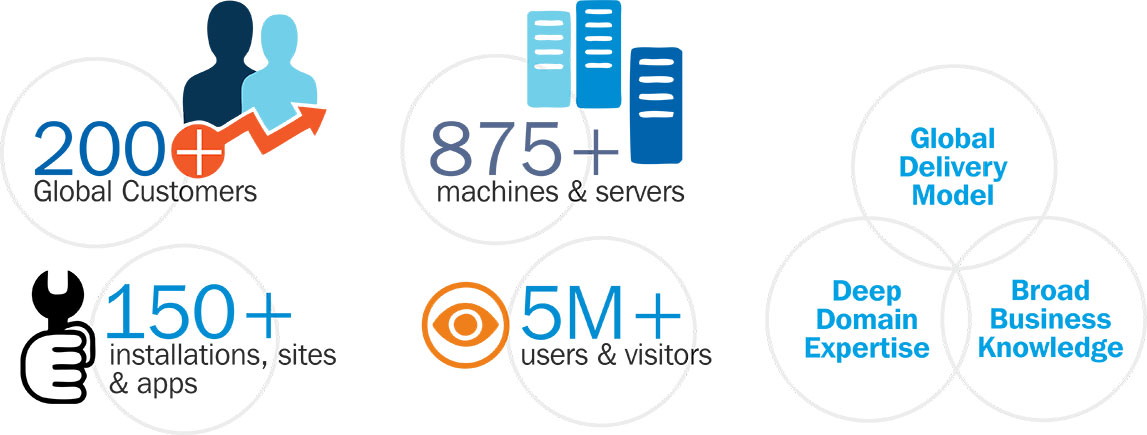 200+
Global Customers
875+
machines & servers
150+
installations, sites
& apps
5M+
users & visitors
Global
Delivery
Model
Deep
Domain
Expertise
Broad
Business
Knowledge